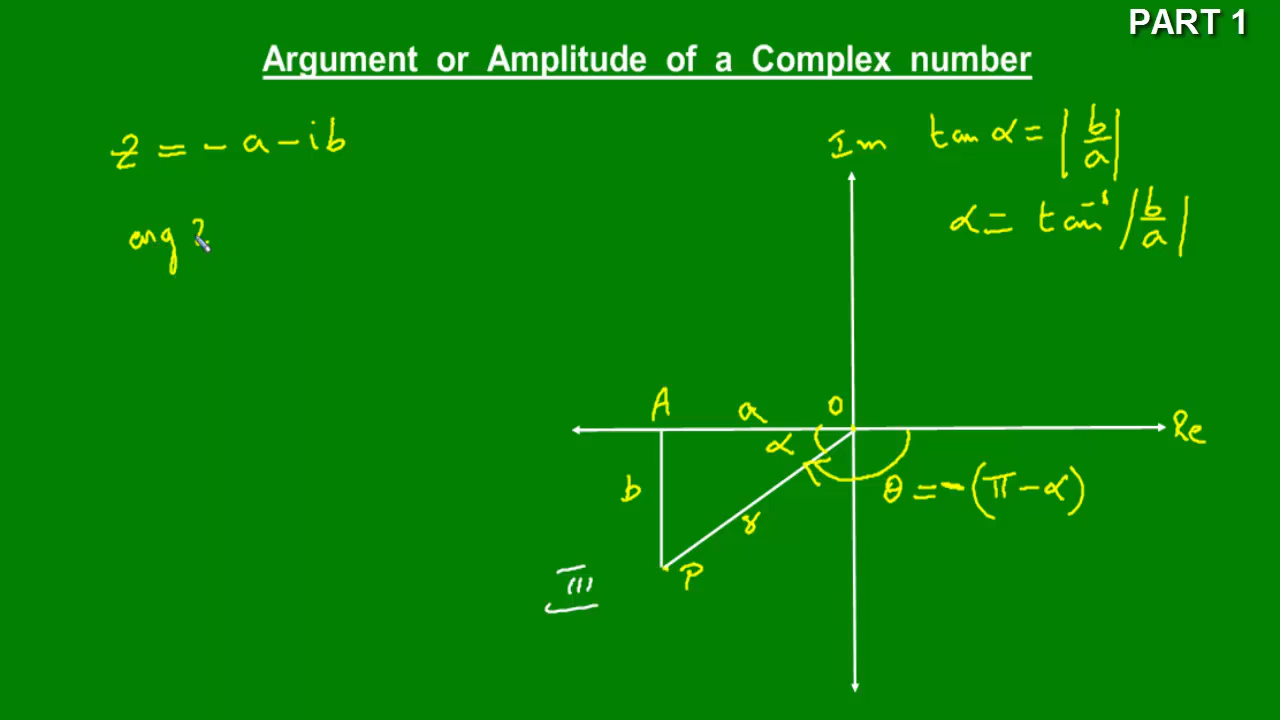 PART 1
Argument or Amplitude of a Complex number
z = -a - ib
arg z
Im
tan α = |b/a|
α = tan⁻¹ |b/a|
A
a
O
Re
α
b
θ = -(π - α)
r
III
P